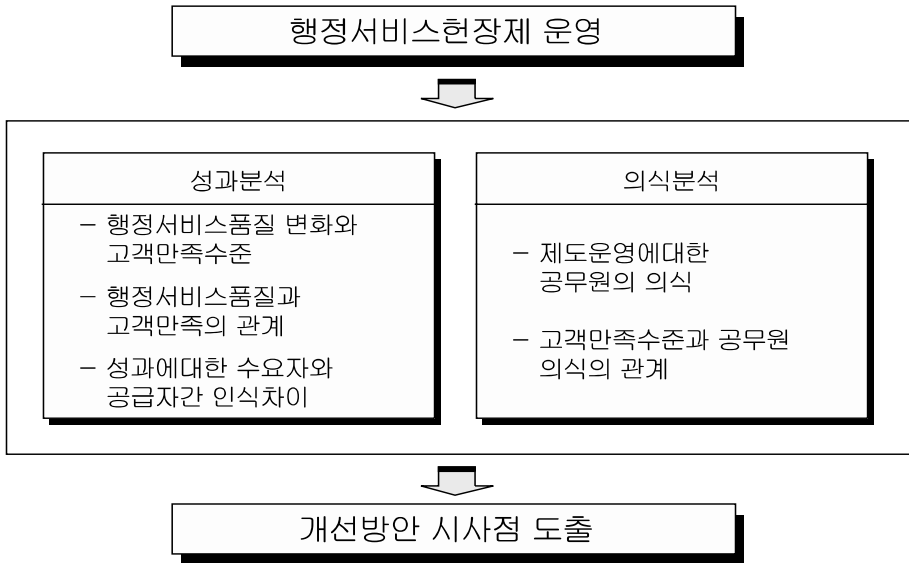 행정서비스헌장제 운영
성과분석
– 행정서비스품질 변화와
고객만족수준
– 행정서비스품질과
고객만족의 관계
– 성과에대한 수요자와
공급자간 인식차이
의식분석
– 제도운영에대한
공무원의 의식
– 고객만족수준과 공무원
의식의 관계
개선방안 시사점 도출